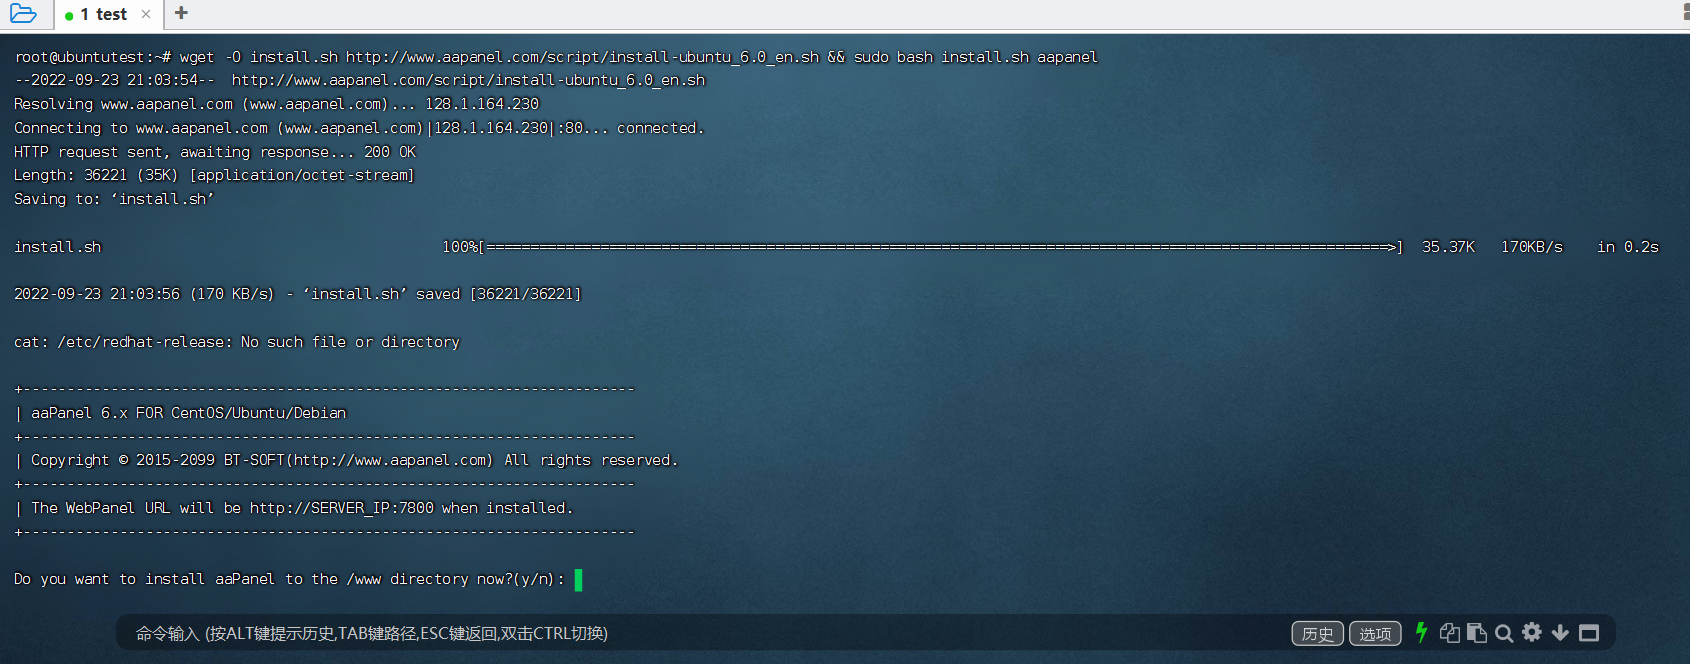 1 test × +
root@ubuntutest:~# wget -O install.sh http://www.aapanel.com/script/install-ubuntu_6.0_en.sh && sudo bash install.sh aapanel
--2022-09-23 21:03:54--  http://www.aapanel.com/script/install-ubuntu_6.0_en.sh
Resolving www.aapanel.com (www.aapanel.com)... 128.1.164.230
Connecting to www.aapanel.com (www.aapanel.com)|128.1.164.230|:80... connected.
HTTP request sent, awaiting response... 200 OK
Length: 36221 (35K) [application/octet-stream]
Saving to: ‘install.sh’
install.sh 100%[=======================================================================================================>] 35.37K 170KB/s in 0.2s
2022-09-23 21:03:56 (170 KB/s) - ‘install.sh’ saved [36221/36221]
cat: /etc/redhat-release: No such file or directory
+----------------------------------------------------------------------
| aaPanel 6.x FOR CentOS/Ubuntu/Debian
+----------------------------------------------------------------------
| Copyright © 2015-2099 BT-SOFT(http://www.aapanel.com) All rights reserved.
+----------------------------------------------------------------------
| The WebPanel URL will be http://SERVER_IP:7800 when installed.
+----------------------------------------------------------------------
Do you want to install aaPanel to the /www directory now?(y/n):
命令输入 (按ALT键提示历史,TAB键路径,ESC键返回,双击CTRL切换) 历史 选项